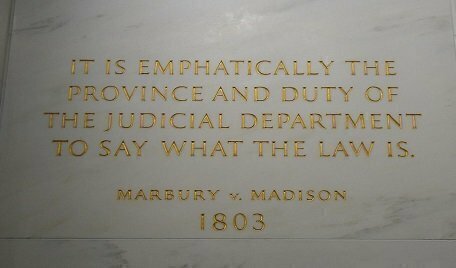 IT IS EMPHATICALLY THE
PROVINCE AND DUTY OF
THE JUDICIAL DEPARTMENT
TO SAY WHAT THE LAW IS.
MARBURY v. MADISON
1803